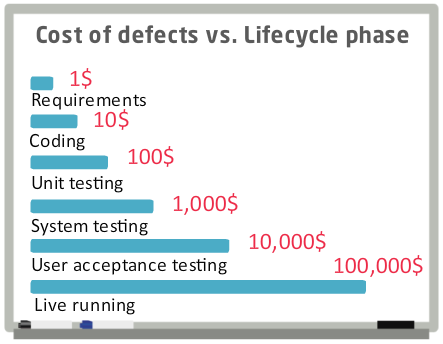 Cost of defects vs. Lifecycle phase
1$
Requirements
10$
Coding
100$
Unit testing
1,000$
System testing
10,000$
User acceptance testing
100,000$
Live running